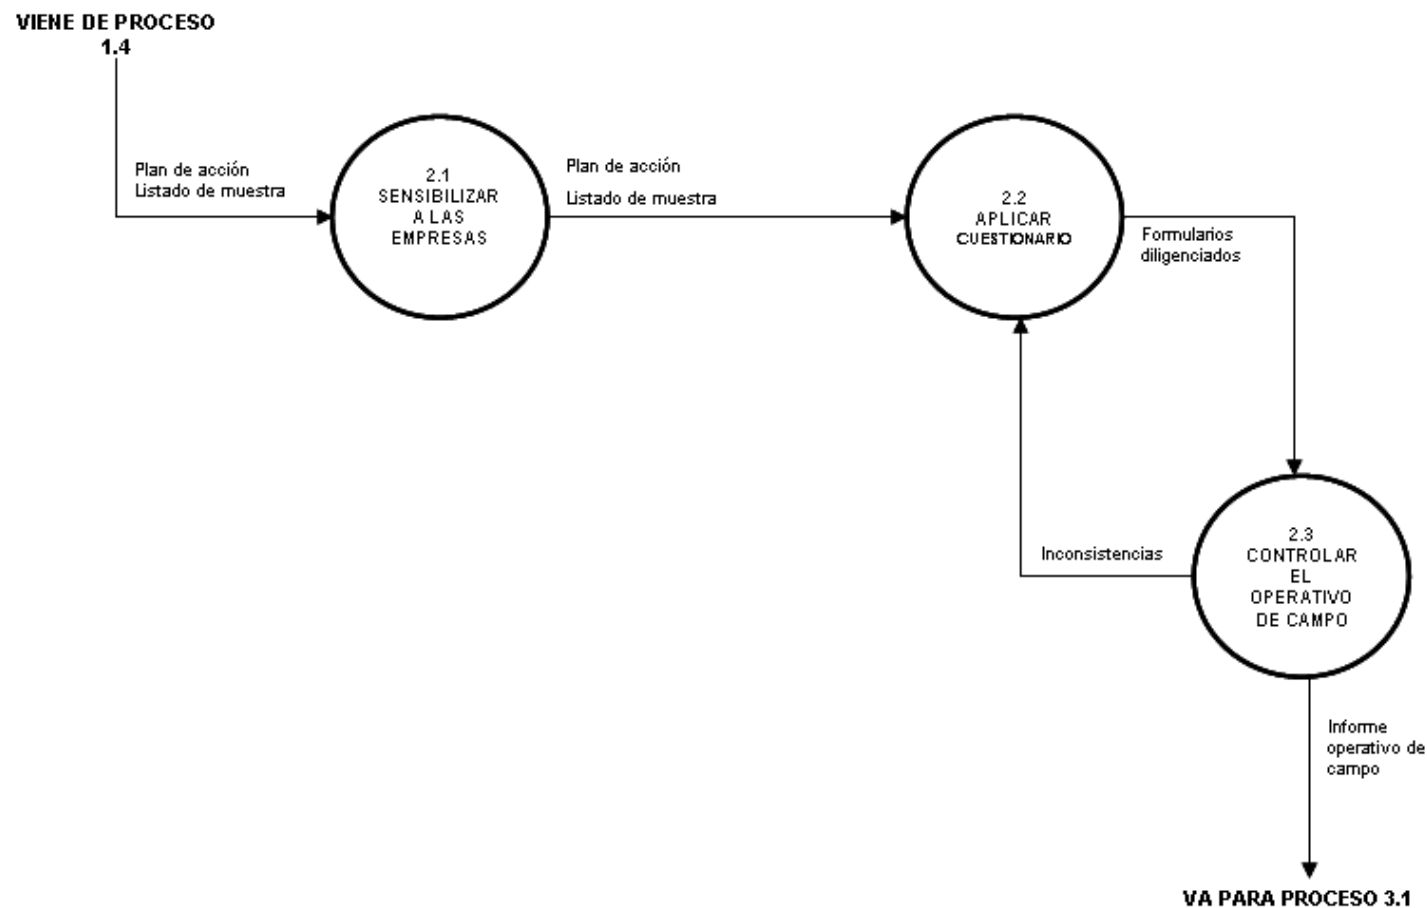 VIENE DE PROCESO
1.4
Plan de acción
Listado de muestra
2.1
SENSIBILIZAR
A LAS
EMPRESAS
Plan de acción
Listado de muestra
2.2
APLICAR
CUESTIONARIO
Formularios
diligenciados
Inconsistencias
2.3
CONTROLAR
EL
OPERATIVO
DE CAMPO
Informe
operativo de
campo
VA PARA PROCESO 3.1